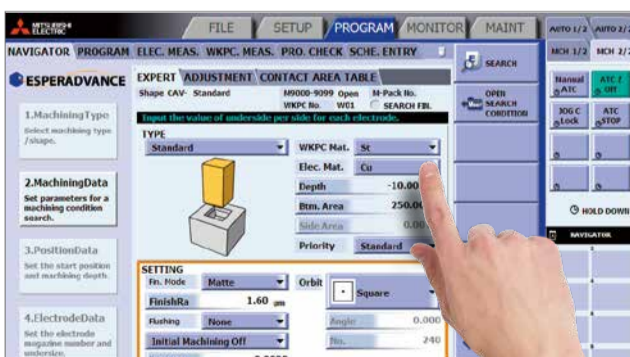 MITSUBISHI
ELECTRIC
FILE SETUP PROGRAM MONITOR MAINT
AUTO 1/2 AUTO 2/2
NAVIGATOR PROGRAM ELEC. MEAS. WKPC. MEAS. PRO. CHECK SCHE. ENTRY
MCH 1/2 MCH 2/2
SEARCH
ESPERADVANCE
EXPERT ADJUSTMENT CONTACT AREA TABLE
Shape CAV- Standard M9000-9099 Open M-Pack No.
WKPC No. W01 SEARCH FIN.
Input the value of underside per side for each electrode.
OPEN
SEARCH
CONDITION
Manual
ATC
ATC Z
OFF
JOG C
Lock
ATC
STOP
HOLD DOWN
NAVIGATOR
1.MachiningType
Select machining type
/shape.
2.MachiningData
Set parameters for a
machining condition
search.
3.PositionData
Set the start position
and machining depth.
4.ElectrodeData
Set the electrode
magazine number and
undersize.
TYPE
Standard
WKPC Mat. St
Elec. Mat. Cu
Depth -10.00
Btm. Area 250.00
Side Area 0.00
Priority Standard
SETTING
Fin. Mode Matte
Orbit Square
FinishRa 1.60 µm
Flushing None
Angle 0.000
Initial Machining Off
No. 240